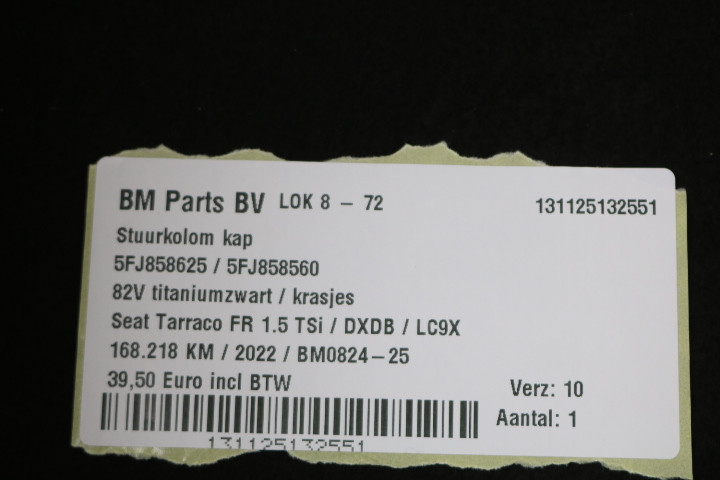 BM Parts BV LOK 8 - 72 131125132551
Stuurkolom kap
5FJ858625 / 5FJ858560
82V titaniumzwart / krasjes
Seat Tarraco FR 1.5 TSi / DXDB / LC9X
168.218 KM / 2022 / BM0824-25
39,50 Euro incl BTW Verz: 10
Aantal: 1
131125132551